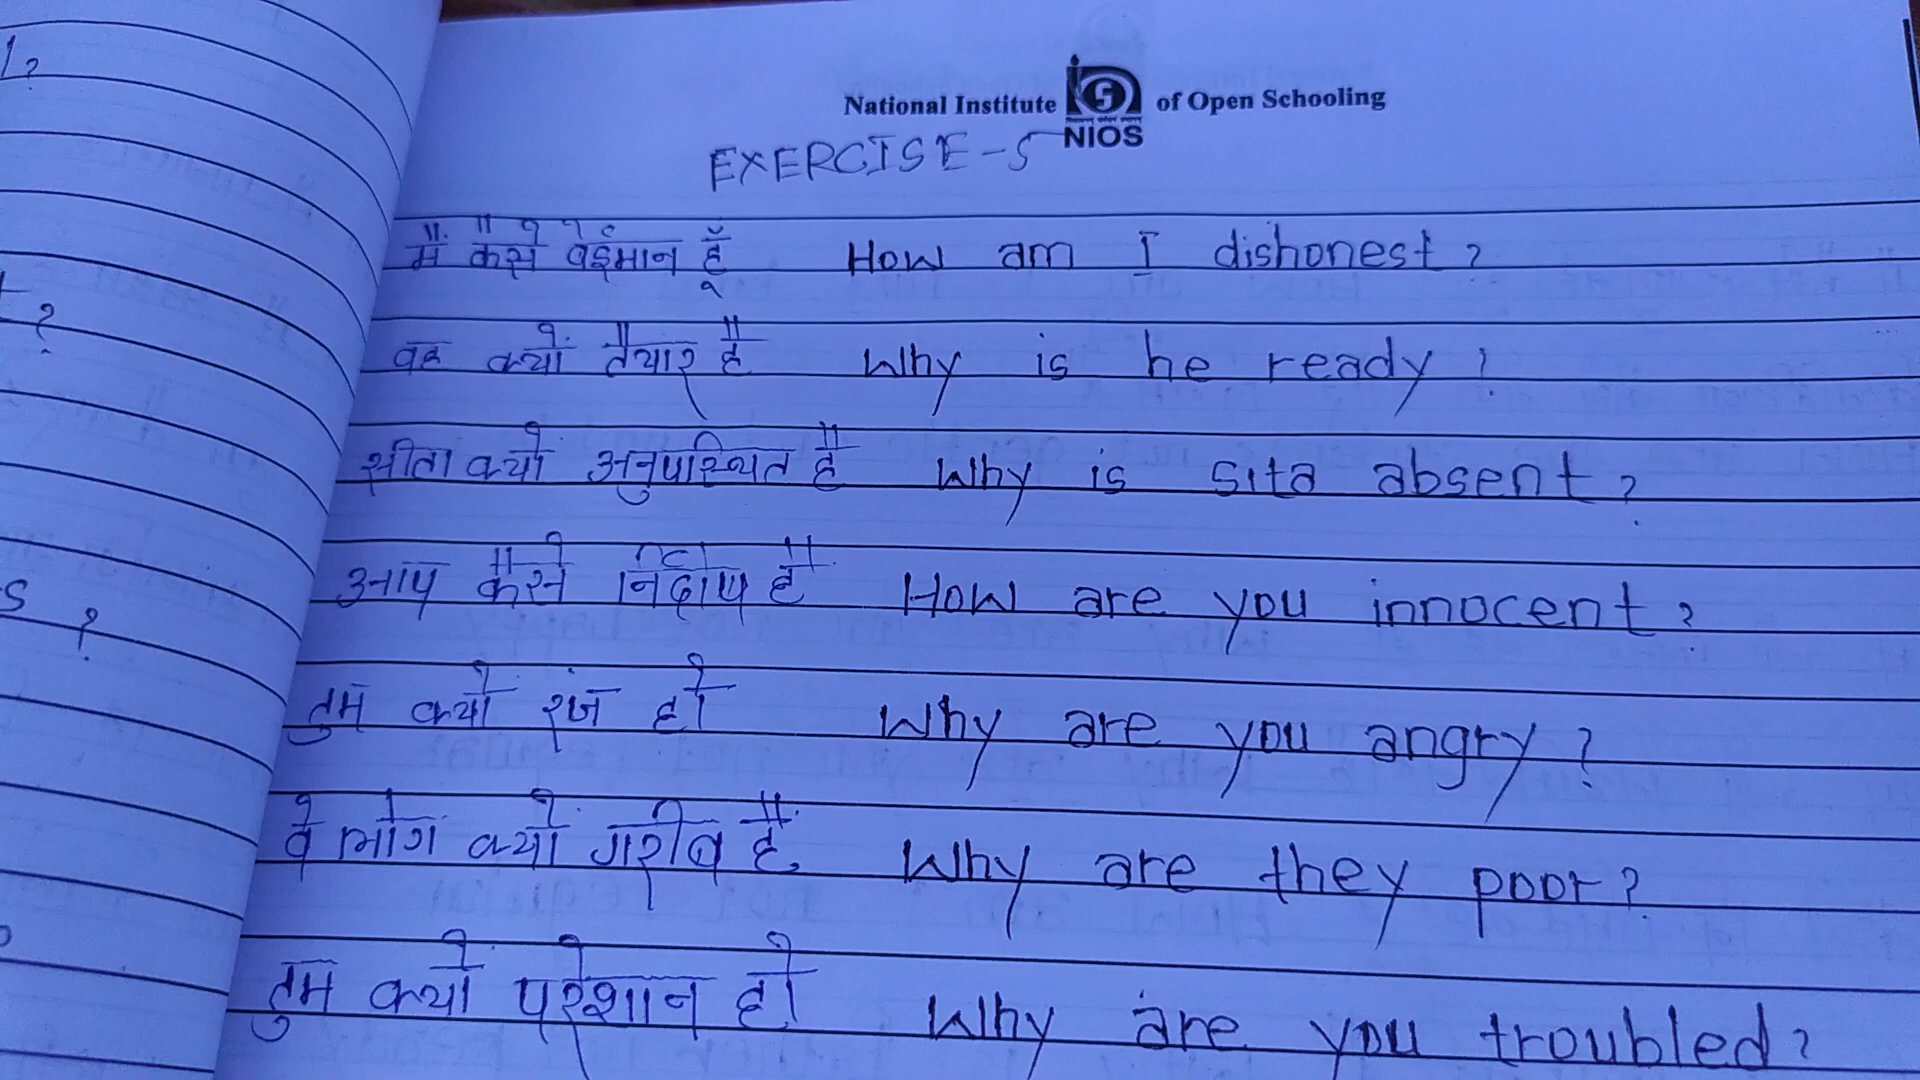 National Institute of Open Schooling
NIOS
EXERCISE-5
मैं कैसे बेईमान हूँ How am I dishonest?
वह क्यों तैयार है Why is he ready?
सीता क्यों अनुपस्थित है Why is sita absent?
आप कैसे निर्दोष हैं How are you innocent?
तुम क्यों रंज हो Why are you angry?
वे लोग क्यों गरीब हैं Why are they poor?
तुम क्यों परेशान हो Why are you troubled?